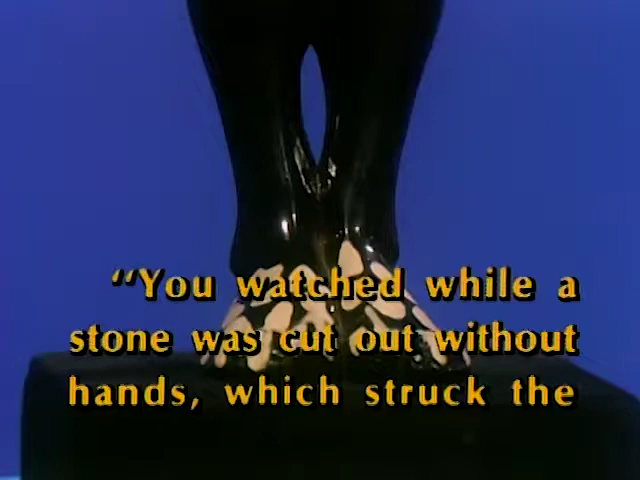 “You watched while a
stone was cut out without
hands, which struck the